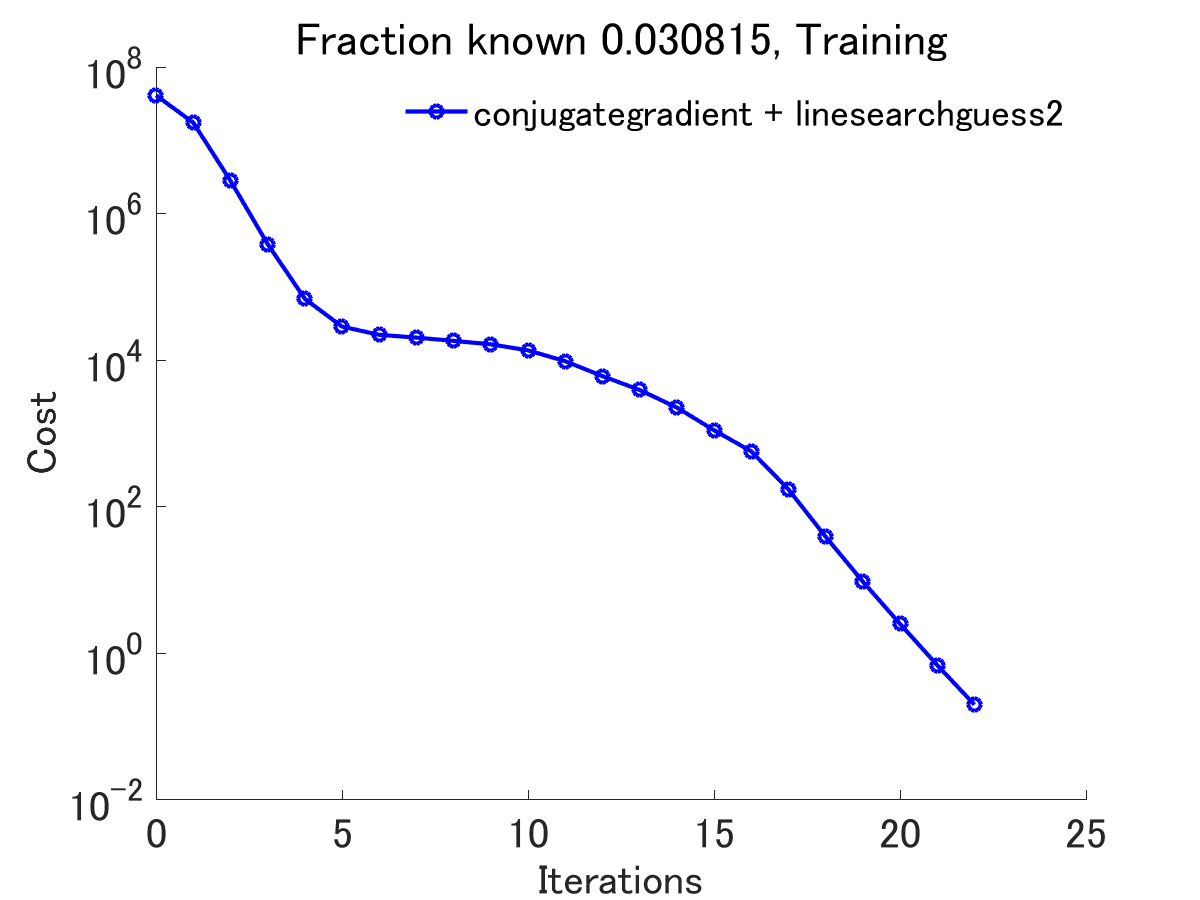 Fraction known 0.030815, Training
conjugategradient + linesearchguess2
10^8
10^6
10^4
10^2
10^0
10^-2
Cost
0 5 10 15 20 25
Iterations